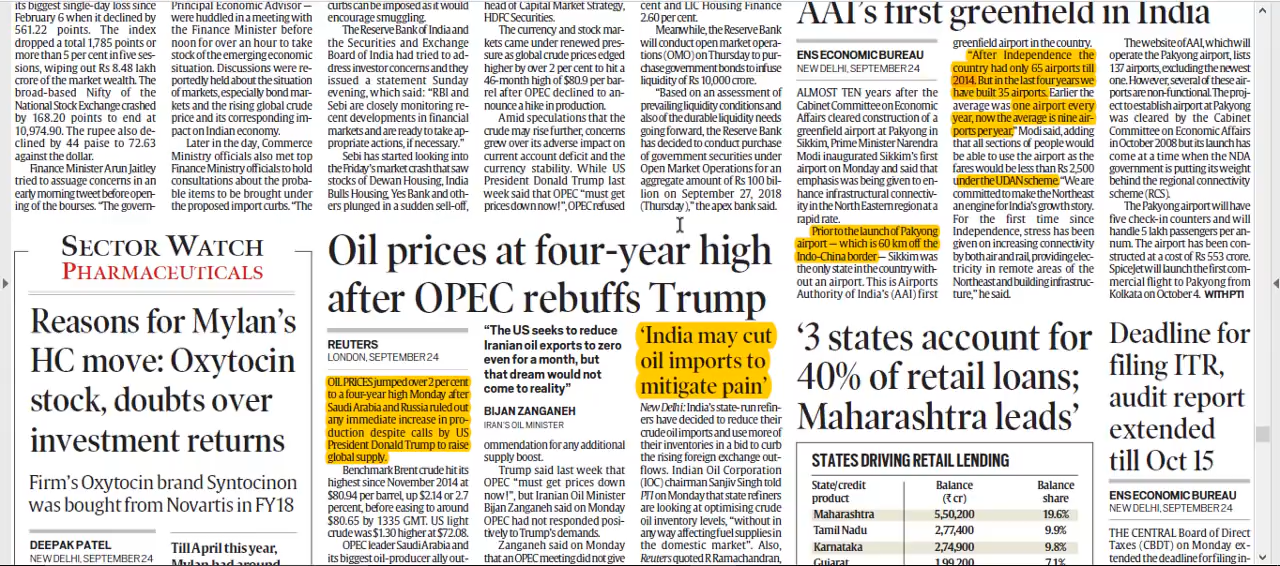 its biggest single-day loss since
February 6 when it declined by
561.22 points. The index
dropped a total 1,785 points or
more than 5 per cent in five ses-
sions, wiping out Rs 8.48 lakh
crore of the market wealth. The
broad-based Nifty of the
National Stock Exchange crashed
by 168.20 points to end at
10,974.90. The rupee also de-
clined by 44 paise to 72.63
against the dollar.
Finance Minister Arun Jaitley
tried to assuage concerns in an
early morning tweet before open-
ing of the bourses. "The govern-
Principal Economic Advisor —
were huddled in a meeting with
the Finance Minister before
noon for over an hour to take
stock of the emerging economic
situation. Discussions were re-
portedly held about the situation
of markets, especially bond mar-
kets and the rising global crude
price and its corresponding im-
pact on Indian economy.
Later in the day, Commerce
Ministry officials also met top
Finance Ministry officials to hold
consultations about the proba-
ble items to be brought under
the proposed import curbs. "The
curbs can be imposed as it would
encourage smuggling.
The Reserve Bank of India and
the Securities and Exchange
Board of India had tried to ad-
dress investor concerns and they
issued a statement Sunday
evening, which said: "RBI and
Sebi are closely monitoring re-
cent developments in financial
markets and are ready to take ap-
propriate actions, if necessary."
Sebi has started looking into
the Friday's market crash that saw
stocks of Dewan Housing, India
Bulls Housing, Yes Bank and oth-
ers plunged in a sudden sell-off,
head of Capital Market Strategy,
HDFC Securities.
The currency and stock mar-
kets came under renewed pres-
sure as global crude prices edged
higher by over 2 per cent to hit a
46-month high of $80.9 per bar-
rel after OPEC declined to an-
nounce a hike in production.
Amid speculations that the
crude may rise further, concerns
grew over its adverse impact on
current account deficit and the
currency stability. While US
President Donald Trump last
week said that OPEC "must get
prices down now!", OPEC refused
cent and LIC Housing Finance
2.60 per cent.
Meanwhile, the Reserve Bank
will conduct open market opera-
tions (OMO) on Thursday to pur-
chase government bonds to infuse
liquidity of Rs 10,000 crore.
"Based on an assessment of
prevailing liquidity conditions and
also of the durable liquidity needs
going forward, the Reserve Bank
has decided to conduct purchase
of government securities under
Open Market Operations for an
aggregate amount of Rs 100 bil-
lion on September 27, 2018
(Thursday)," the apex bank said.
AAI's first greenfield in India
ENS ECONOMIC BUREAU
NEW DELHI, SEPTEMBER 24
ALMOST TEN years after the
Cabinet Committee on Economic
Affairs cleared construction of a
greenfield airport at Pakyong in
Sikkim, Prime Minister Narendra
Modi inaugurated Sikkim's first
airport on Monday and said that
emphasis was being given to en-
hance infrastructural connectiv-
ity in the North Eastern region at a
rapid rate.
Prior to the launch of Pakyong
airport — which is 60 km off the
Indo-China border — Sikkim was
the only state in the country with-
out an airport. This is Airports
Authority of India's (AAI) first
greenfield airport in the country.
"After Independence the
country had only 65 airports till
2014. But in the last four years we
have built 35 airports. Earlier the
average was one airport every
year, now the average is nine air-
ports per year," Modi said, adding
that all sections of people would
be able to use the airport as the
fares would be less than Rs 2,500
under the UDAN scheme. "We are
committed to make the Northeast
an engine for India's growth story.
For the first time since
Independence, stress has been
given on increasing connectivity
by both air and rail, providing elec-
tricity in remote areas of the
Northeast and building infrastruc-
ture," he said.
The website of AAI, which will
operate the Pakyong airport, lists
137 airports, excluding the newest
one. However, several of these air-
ports are non-functional. The proj-
ect to establish airport at Pakyong
was cleared by the Cabinet
Committee on Economic Affairs
in October 2008 but its launch has
come at a time when the NDA
government is putting its weight
behind the regional connectivity
scheme (RCS).
The Pakyong airport will have
five check-in counters and will
handle 5 lakh passengers per an-
num. The airport has been con-
structed at a cost of Rs 553 crore.
SpiceJet will launch the first com-
mercial flight to Pakyong from
Kolkata on October 4. WITH PTI
SECTOR WATCH
PHARMACEUTICALS
Reasons for Mylan's
HC move: Oxytocin
stock, doubts over
investment returns
Firm's Oxytocin brand Syntocinon
was bought from Novartis in FY18
DEEPAK PATEL
NEW DELHI, SEPTEMBER 24
Till April this year,
Mylan had around
Oil prices at four-year high
after OPEC rebuffs Trump
REUTERS
LONDON, SEPTEMBER 24
OIL PRICES jumped over 2 per cent
to a four-year high Monday after
Saudi Arabia and Russia ruled out
any immediate increase in pro-
duction despite calls by US
President Donald Trump to raise
global supply.
Benchmark Brent crude hit its
highest since November 2014 at
$80.94 per barrel, up $2.14 or 2.7
percent, before easing to around
$80.65 by 1335 GMT. US light
crude was $1.30 higher at $72.08.
OPEC leader Saudi Arabia and
its biggest oil-producer ally out-
"The US seeks to reduce
Iranian oil exports to zero
even for a month, but
that dream would not
come to reality"
BIJAN ZANGANEH
IRAN'S OIL MINISTER
ommendation for any additional
supply boost.
Trump said last week that
OPEC "must get prices down
now!", but Iranian Oil Minister
Bijan Zanganeh said on Monday
OPEC had not responded posi-
tively to Trump's demands.
Zanganeh said on Monday
that an OPEC meeting did not give
'India may cut
oil imports to
mitigate pain'
New Delhi: India's state-run refin-
ers have decided to reduce their
crude oil imports and use more of
their inventories in a bid to curb
the rising foreign exchange out-
flows. Indian Oil Corporation
(IOC) chairman Sanjiv Singh told
PTI on Monday that state refiners
are looking at optimising crude
oil inventory levels, "without in
any way affecting fuel supplies in
the domestic market". Also,
Reuters quoted R Ramachandran,
'3 states account for
40% of retail loans;
Maharashtra leads'
STATES DRIVING RETAIL LENDING
State/credit product Balance (₹ cr) Balance share
Maharashtra 5,50,200 19.6%
Tamil Nadu 2,77,400 9.9%
Karnataka 2,74,900 9.8%
Gujarat 1,99,200 7.1%
Deadline for
filing ITR,
audit report
extended
till Oct 15
ENS ECONOMIC BUREAU
NEW DELHI, SEPTEMBER 24
THE CENTRAL Board of Direct
Taxes (CBDT) on Monday ex-
tended the deadline for filing in-